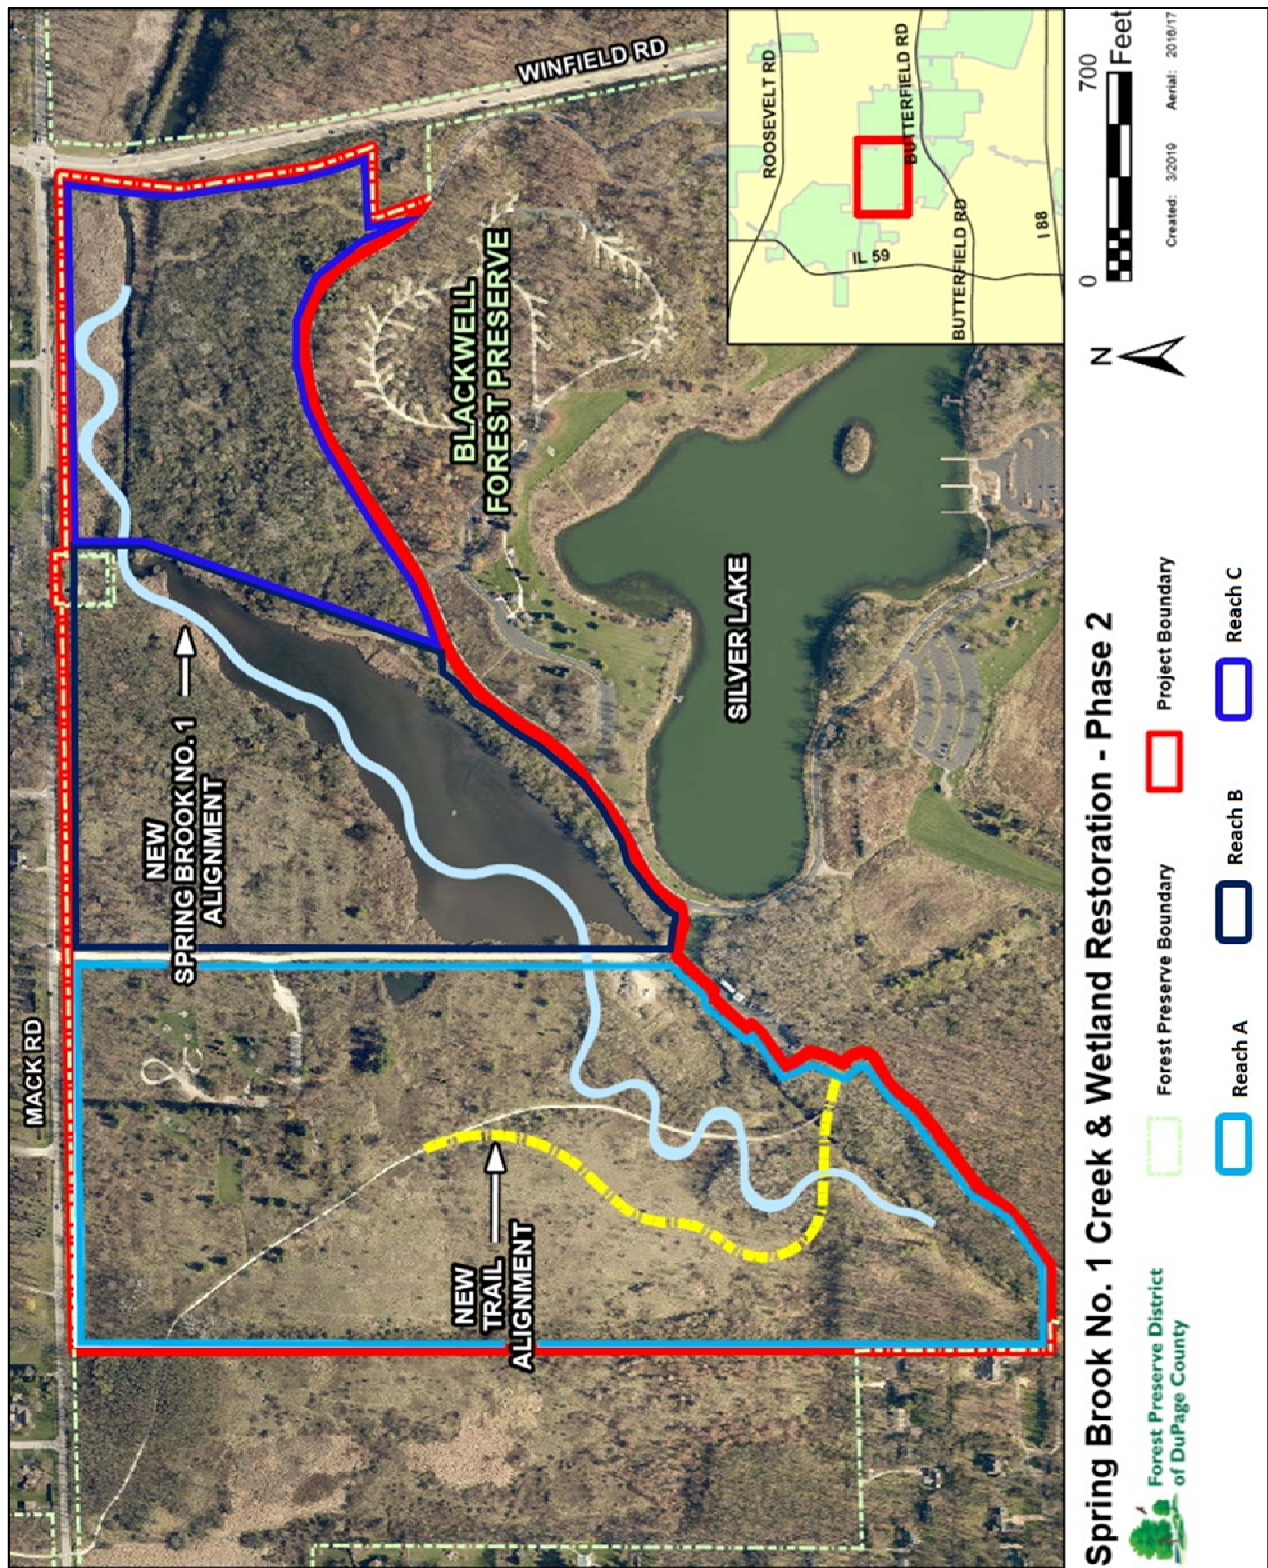 MACK RD
WINFIELD RD
NEW
SPRING BROOK NO. 1
ALIGNMENT
BLACKWELL
FOREST PRESERVE
SILVER LAKE
NEW
TRAIL
ALIGNMENT
ROOSEVELT RD
BUTTERFIELD RD
IL 59
BUTTERFIELD RD
I 88
Spring Brook No. 1 Creek & Wetland Restoration - Phase 2
N
0
700
Feet
Forest Preserve District
of DuPage County
Forest Preserve Boundary
Project Boundary
Created: 3/2019
Aerial: 2016/17
Reach A
Reach B
Reach C